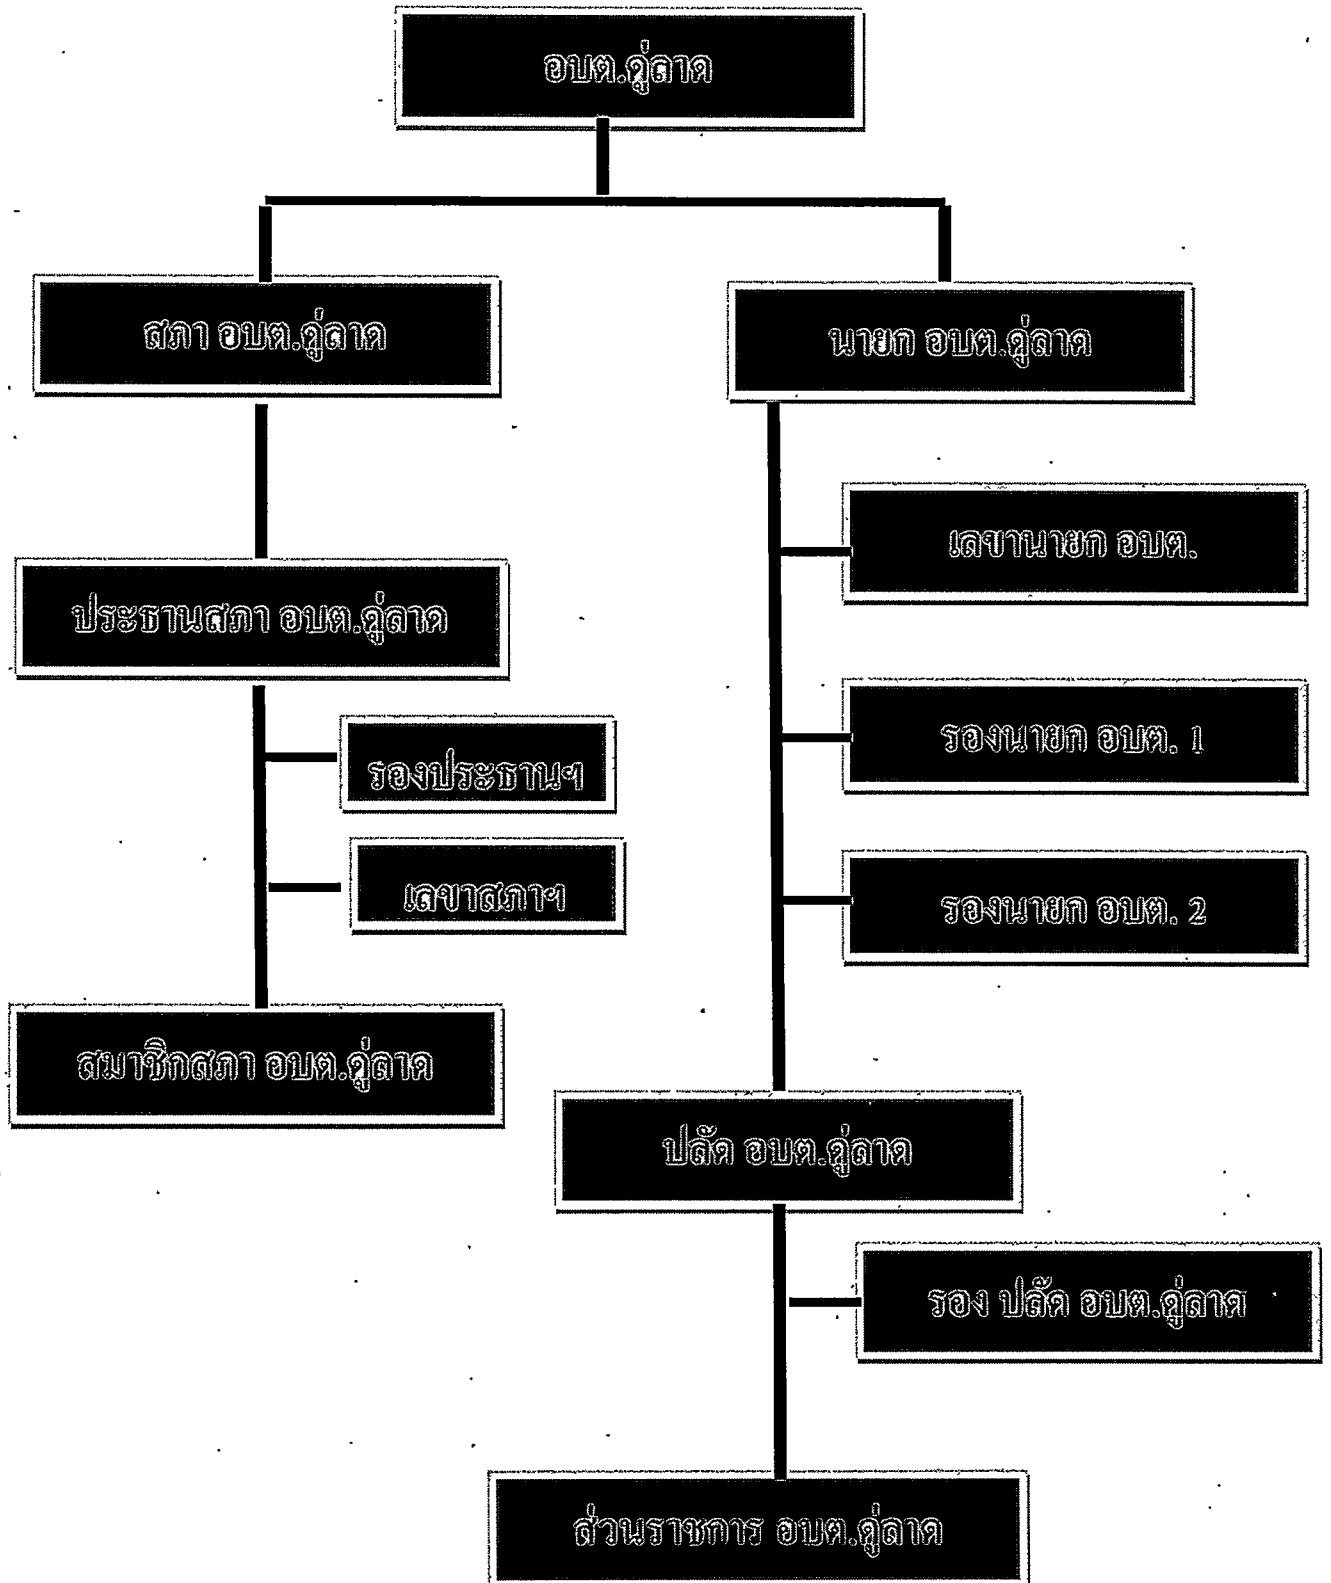 อบต.ดู่ลาด
สภา อบต.ดู่ลาด
นายก อบต.ดู่ลาด
เลขานายก อบต.
ประธานสภา อบต.ดู่ลาด
รองนายก อบต. 1
รองประธานฯ
เลขาสภาฯ
รองนายก อบต. 2
สมาชิกสภา อบต.ดู่ลาด
ปลัด อบต.ดู่ลาด
รอง ปลัด อบต.ดู่ลาด
ส่วนราชการ อบต.ดู่ลาด